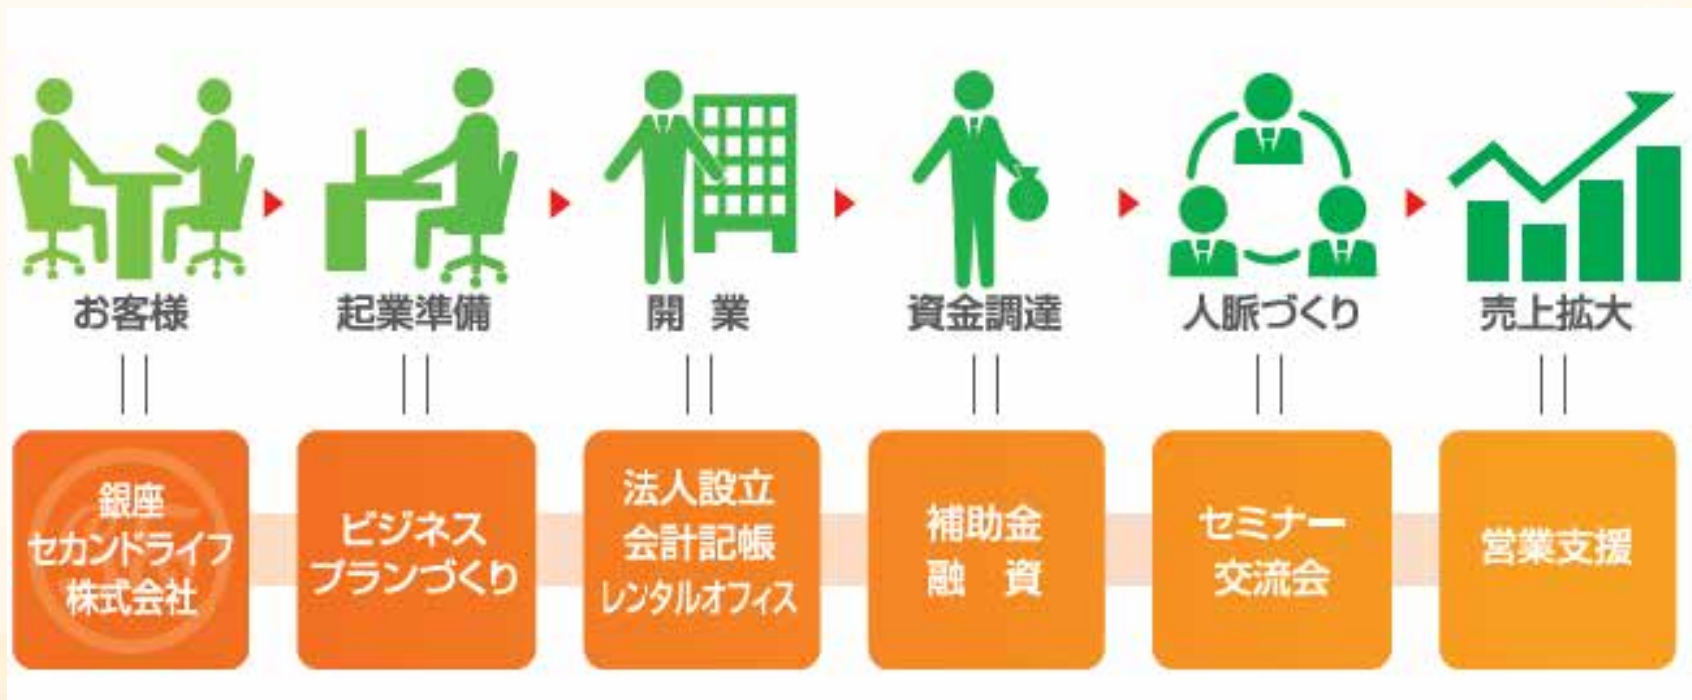 お客様
起業準備
開 業
資金調達
人脈づくり
売上拡大
銀座
セカンドライフ
株式会社
ビジネス
プランづくり
法人設立
会計記帳
レンタルオフィス
補助金
融 資
セミナー
交流会
営業支援